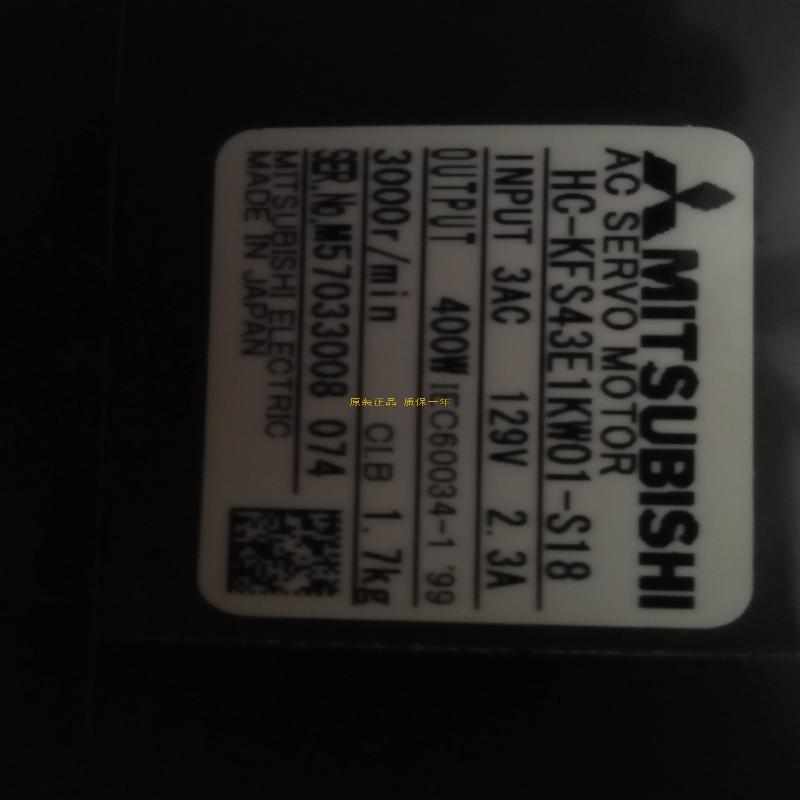 MITSUBISHI
AC SERVO MOTOR
HC-KFS43E1KW01-S18
INPUT 3AC 129V 2.3A
OUTPUT 400W IEC60034-1 '99
3000r/min CLB 1.7kg
SER.No.M57033008 074
MITSUBISHI ELECTRIC
MADE IN JAPAN
原装正品 质保一年